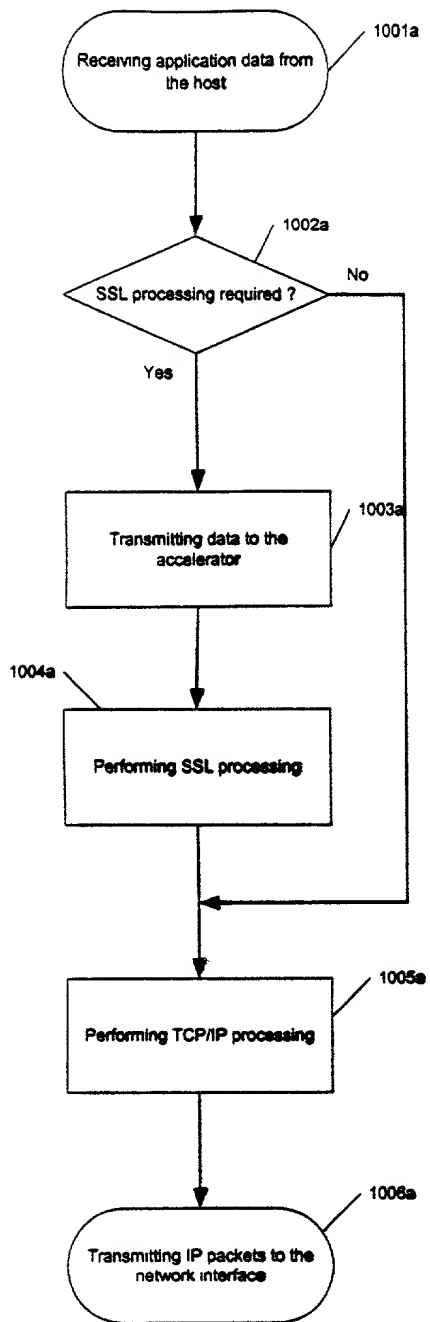 1001a
Receiving application data from
the host
1002a
SSL processing required ?
No
Yes
1003a
Transmitting data to the
accelerator
1004a
Performing SSL processing
1005a
Performing TCP/IP processing
1006a
Transmitting IP packets to the
network interface